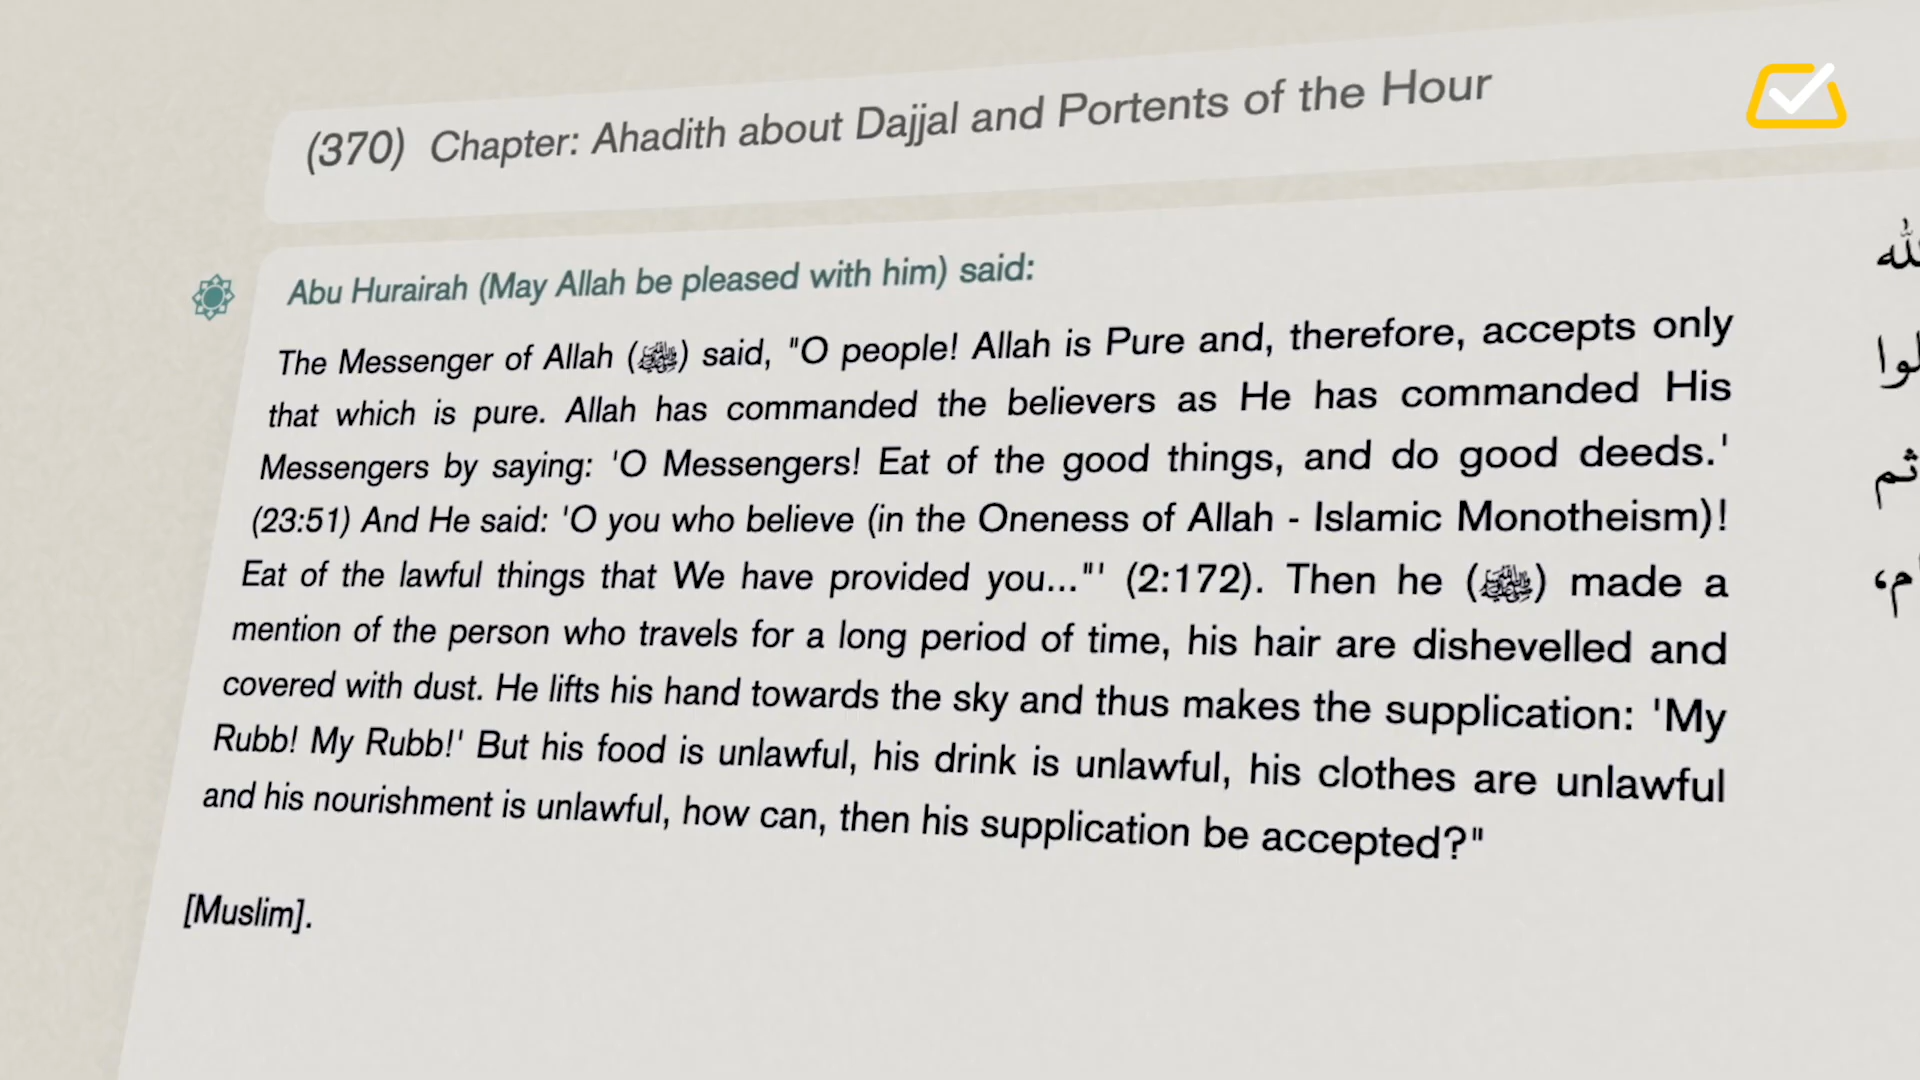 (370) Chapter: Ahadith about Dajjal and Portents of the Hour
Abu Hurairah (May Allah be pleased with him) said:
The Messenger of Allah (ﷺ) said, "O people! Allah is Pure and, therefore, accepts only
that which is pure. Allah has commanded the believers as He has commanded His
Messengers by saying: 'O Messengers! Eat of the good things, and do good deeds.'
(23:51) And He said: 'O you who believe (in the Oneness of Allah - Islamic Monotheism)!
Eat of the lawful things that We have provided you..."' (2:172). Then he (ﷺ) made a
mention of the person who travels for a long period of time, his hair are dishevelled and
covered with dust. He lifts his hand towards the sky and thus makes the supplication: 'My
Rubb! My Rubb!' But his food is unlawful, his drink is unlawful, his clothes are unlawful
and his nourishment is unlawful, how can, then his supplication be accepted?"
[Muslim].
ثم